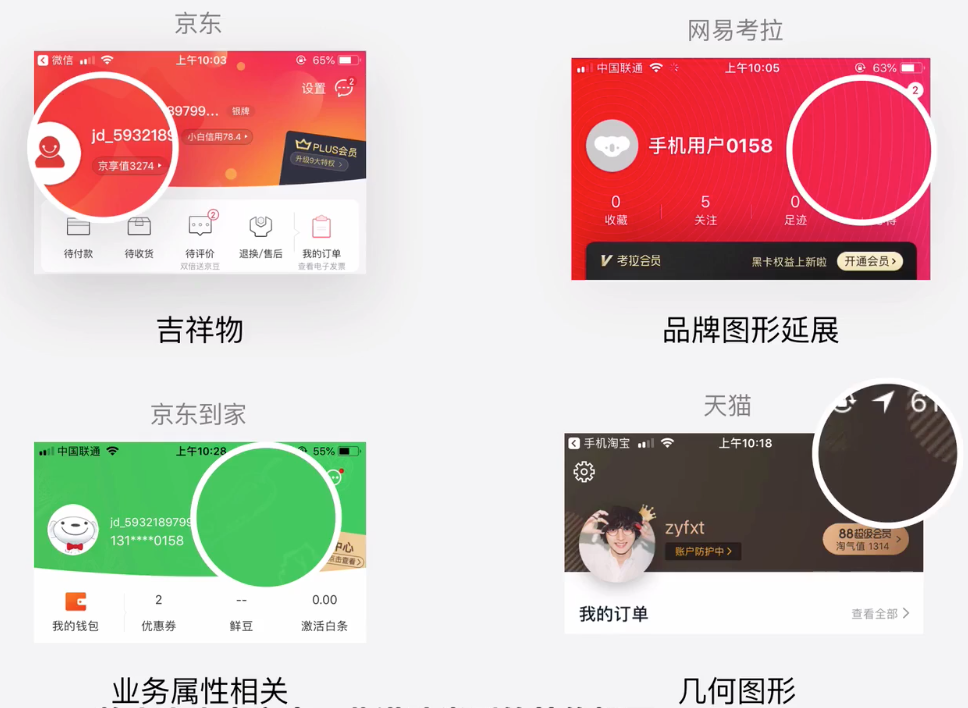 京东
网易考拉
微信 上午10:03 65%
设置 2
89799... 银牌
jd_5932189 小白信用78.4
京享值3274
PLUS会员
升级9大特权
待付款 待收货 待评价 退换/售后 我的订单
2
双倍送京豆 查看电子发票
中国联通 上午10:05 63%
2
手机用户0158
0 5 0
收藏 关注 足迹
考拉会员 黑卡权益上新啦 开通会员
吉祥物
品牌图形延展
京东到家
天猫
中国联通 上午10:28 55%
jd_5932189799
131****0158
中心
点击查看
2 -- 0.00
我的钱包 优惠券 鲜豆 激活白条
手机淘宝 上午10:18
zyfxt
账户防护中
88超级会员
淘气值 1314
我的订单 查看全部
业务属性相关
几何图形